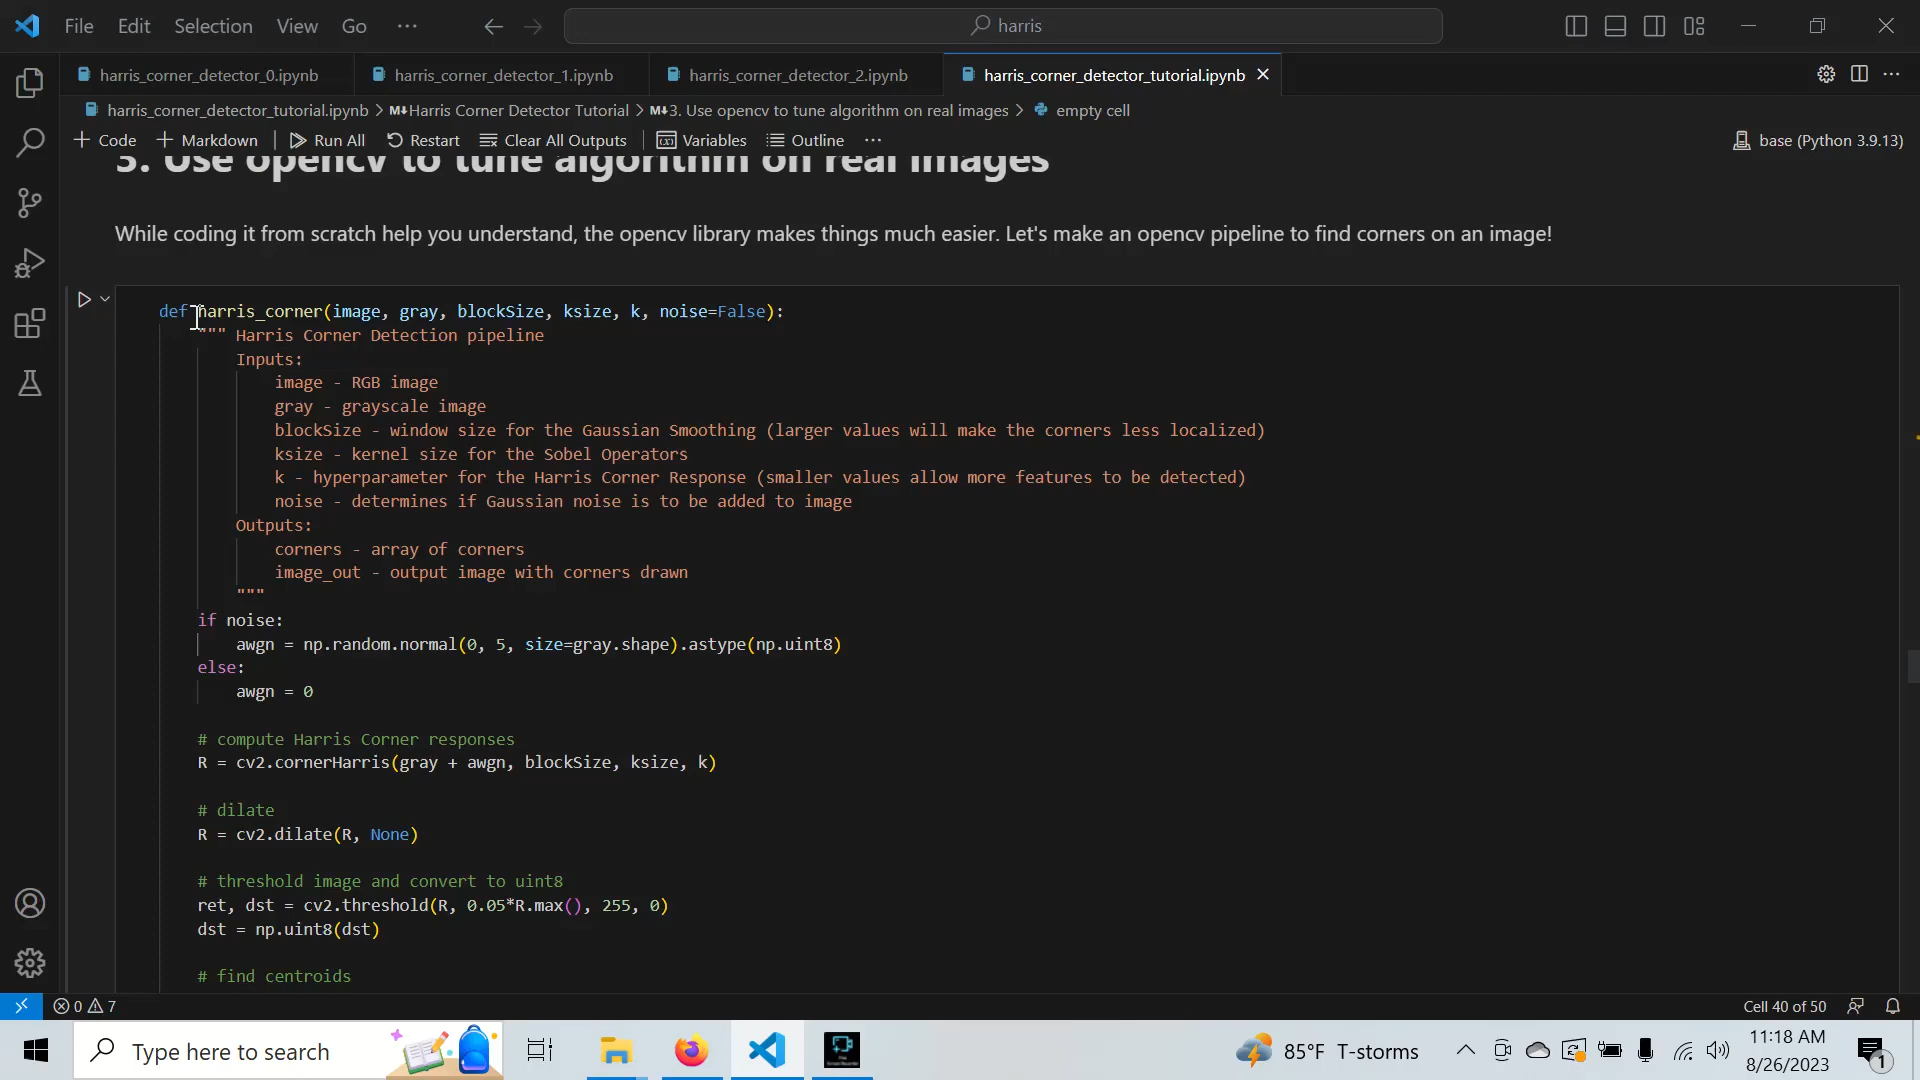 File Edit Selection View Go ···
harris
harris_corner_detector_0.ipynb harris_corner_detector_1.ipynb harris_corner_detector_2.ipynb harris_corner_detector_tutorial.ipynb
harris_corner_detector_tutorial.ipynb > M↓Harris Corner Detector Tutorial > M↓3. Use opencv to tune algorithm on real images > empty cell
+ Code + Markdown Run All Restart Clear All Outputs Variables Outline ··· base (Python 3.9.13)
3. Use opencv to tune algorithm on real images
While coding it from scratch help you understand, the opencv library makes things much easier. Let's make an opencv pipeline to find corners on an image!
def harris_corner(image, gray, blockSize, ksize, k, noise=False):
""" Harris Corner Detection pipeline
Inputs:
image - RGB image
gray - grayscale image
blockSize - window size for the Gaussian Smoothing (larger values will make the corners less localized)
ksize - kernel size for the Sobel Operators
k - hyperparameter for the Harris Corner Response (smaller values allow more features to be detected)
noise - determines if Gaussian noise is to be added to image
Outputs:
corners - array of corners
image_out - output image with corners drawn
"""
if noise:
awgn = np.random.normal(0, 5, size=gray.shape).astype(np.uint8)
else:
awgn = 0
# compute Harris Corner responses
R = cv2.cornerHarris(gray + awgn, blockSize, ksize, k)
# dilate
R = cv2.dilate(R, None)
# threshold image and convert to uint8
ret, dst = cv2.threshold(R, 0.05*R.max(), 255, 0)
dst = np.uint8(dst)
# find centroids
0 7 Cell 40 of 50
Type here to search 85°F T-storms 11:18 AM
8/26/2023 1